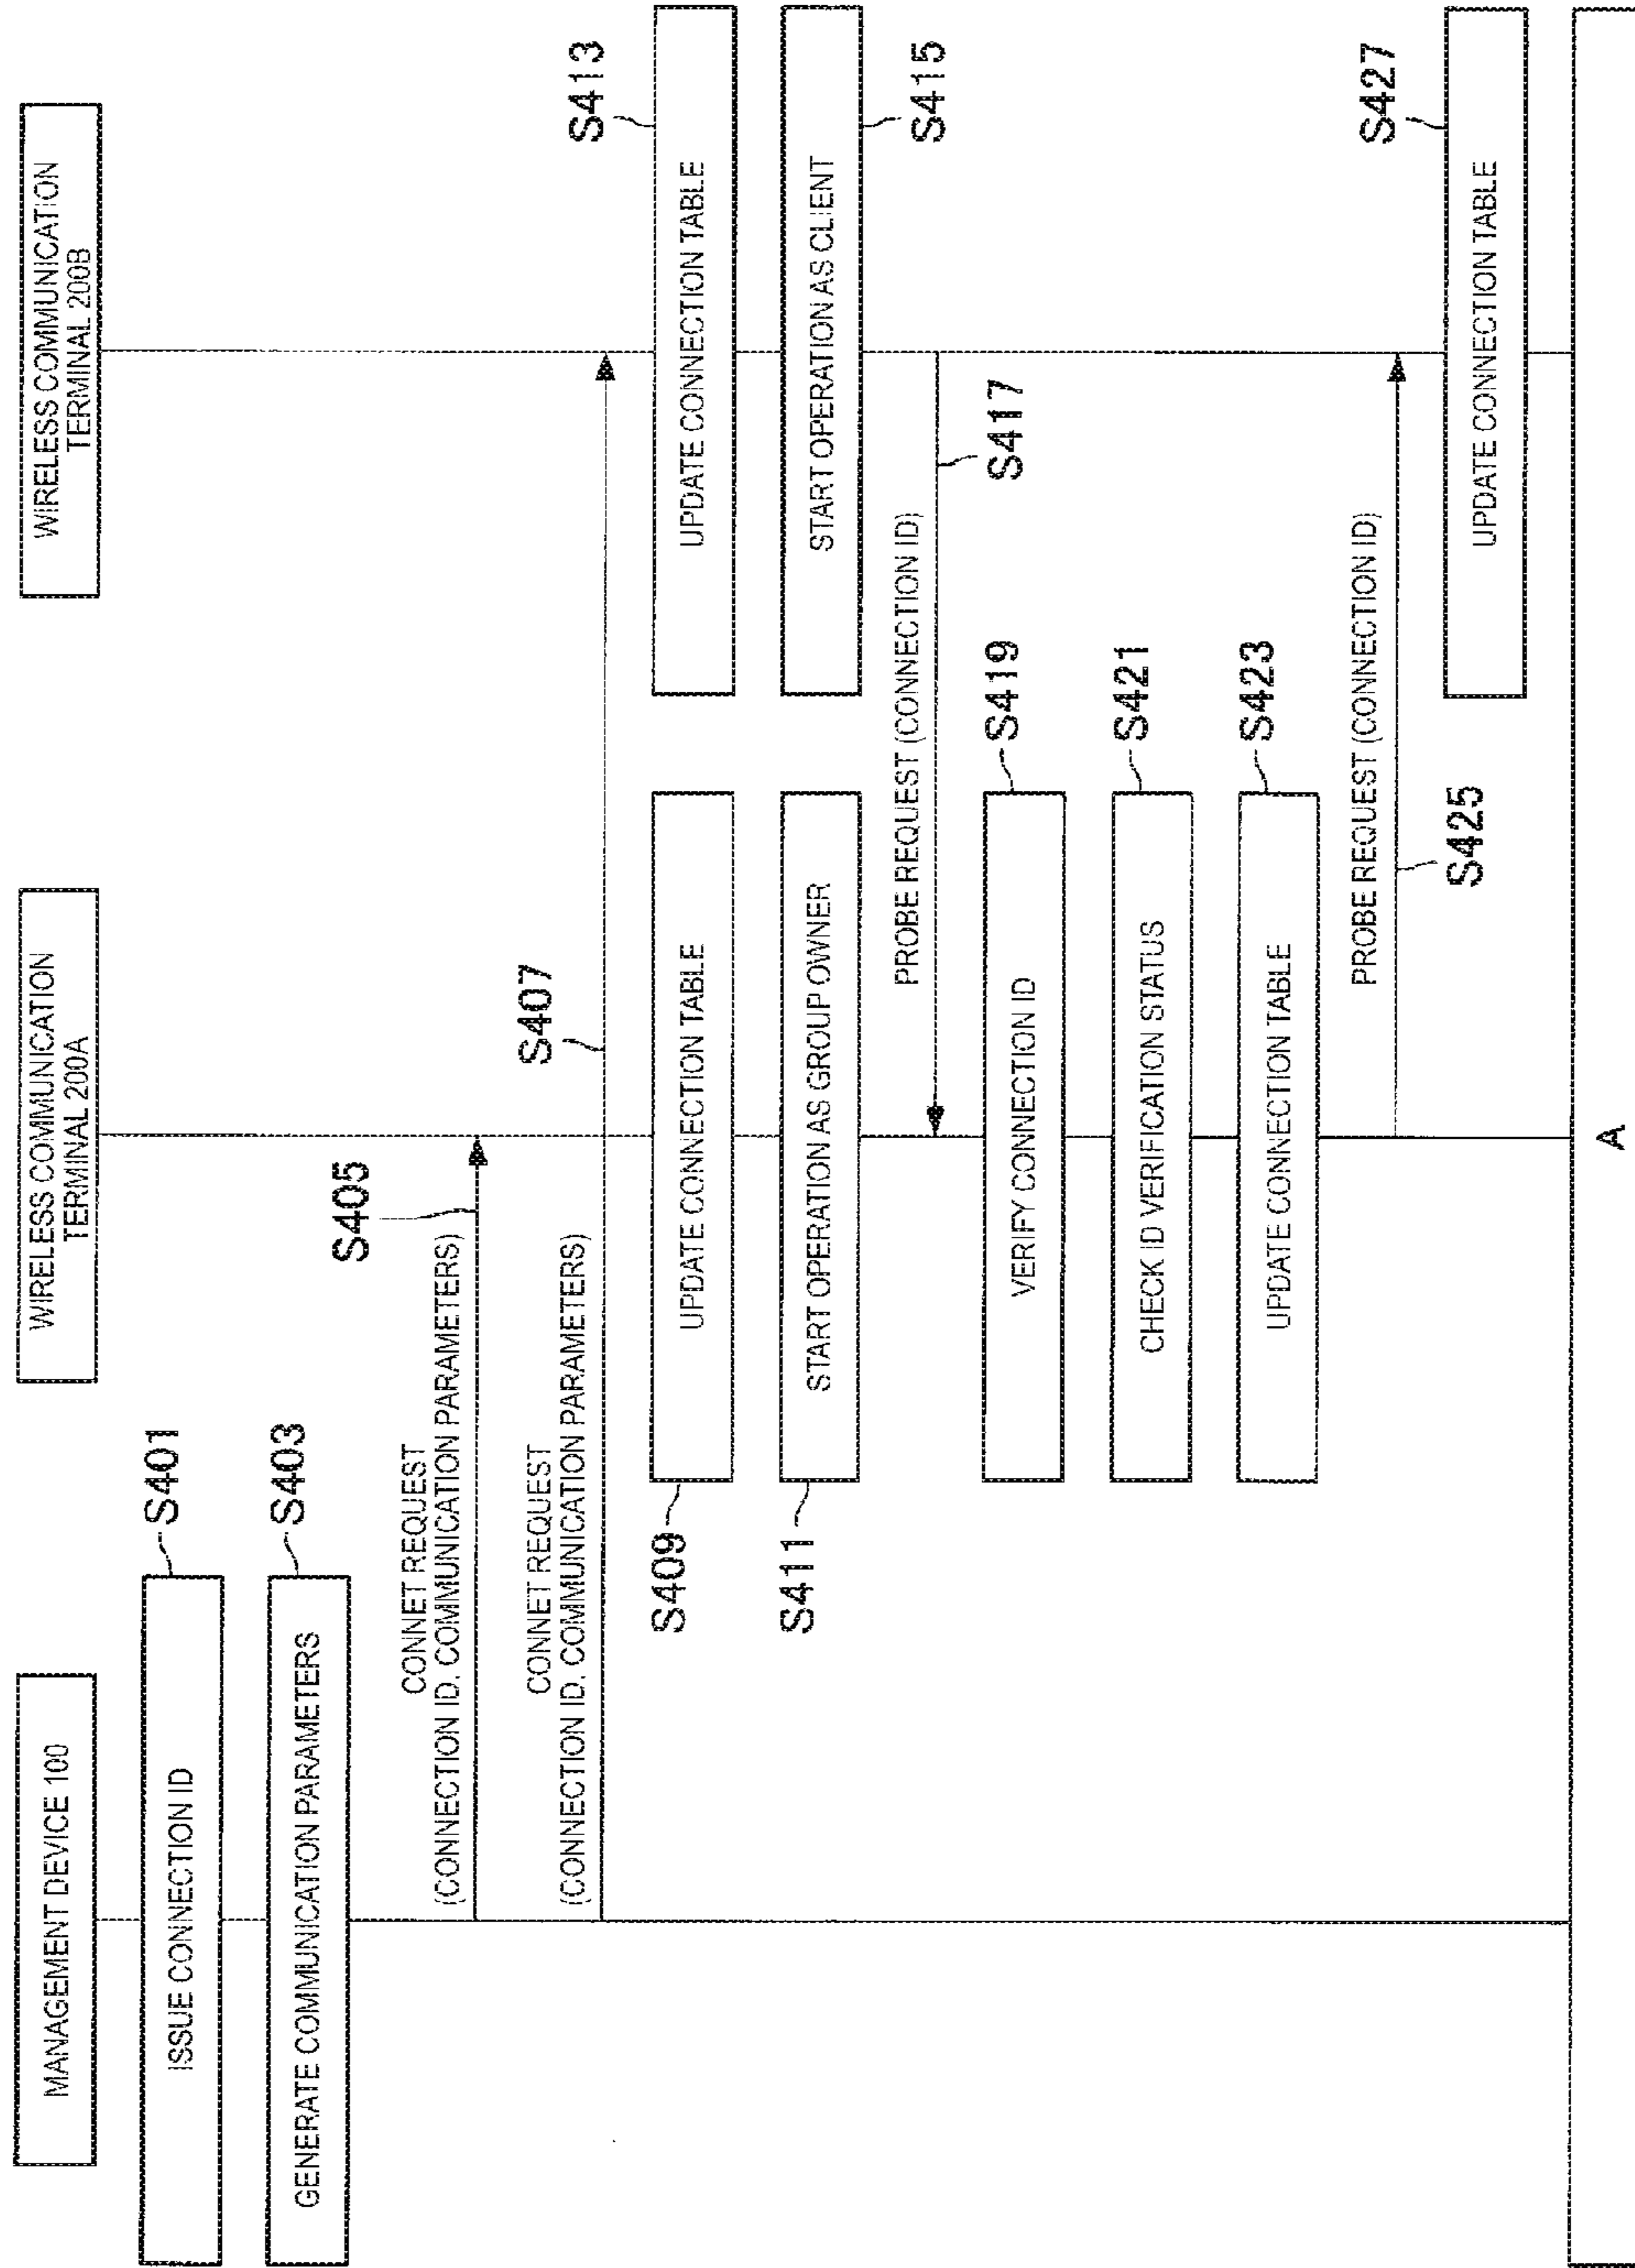 MANAGEMENT DEVICE 100
WIRELESS COMMUNICATION
TERMINAL 200A
WIRELESS COMMUNICATION
TERMINAL 200B
ISSUE CONNECTION ID
S401
GENERATE COMMUNICATION PARAMETERS
S403
CONNET REQUEST
(CONNECTION ID, COMMUNICATION PARAMETERS)
S405
CONNET REQUEST
(CONNECTION ID, COMMUNICATION PARAMETERS)
S407
S409
UPDATE CONNECTION TABLE
UPDATE CONNECTION TABLE
S413
S411
START OPERATION AS GROUP OWNER
START OPERATION AS CLIENT
S415
PROBE REQUEST (CONNECTION ID)
S417
VERIFY CONNECTION ID
S419
CHECK ID VERIFICATION STATUS
S421
UPDATE CONNECTION TABLE
S423
PROBE REQUEST (CONNECTION ID)
S425
UPDATE CONNECTION TABLE
S427
A